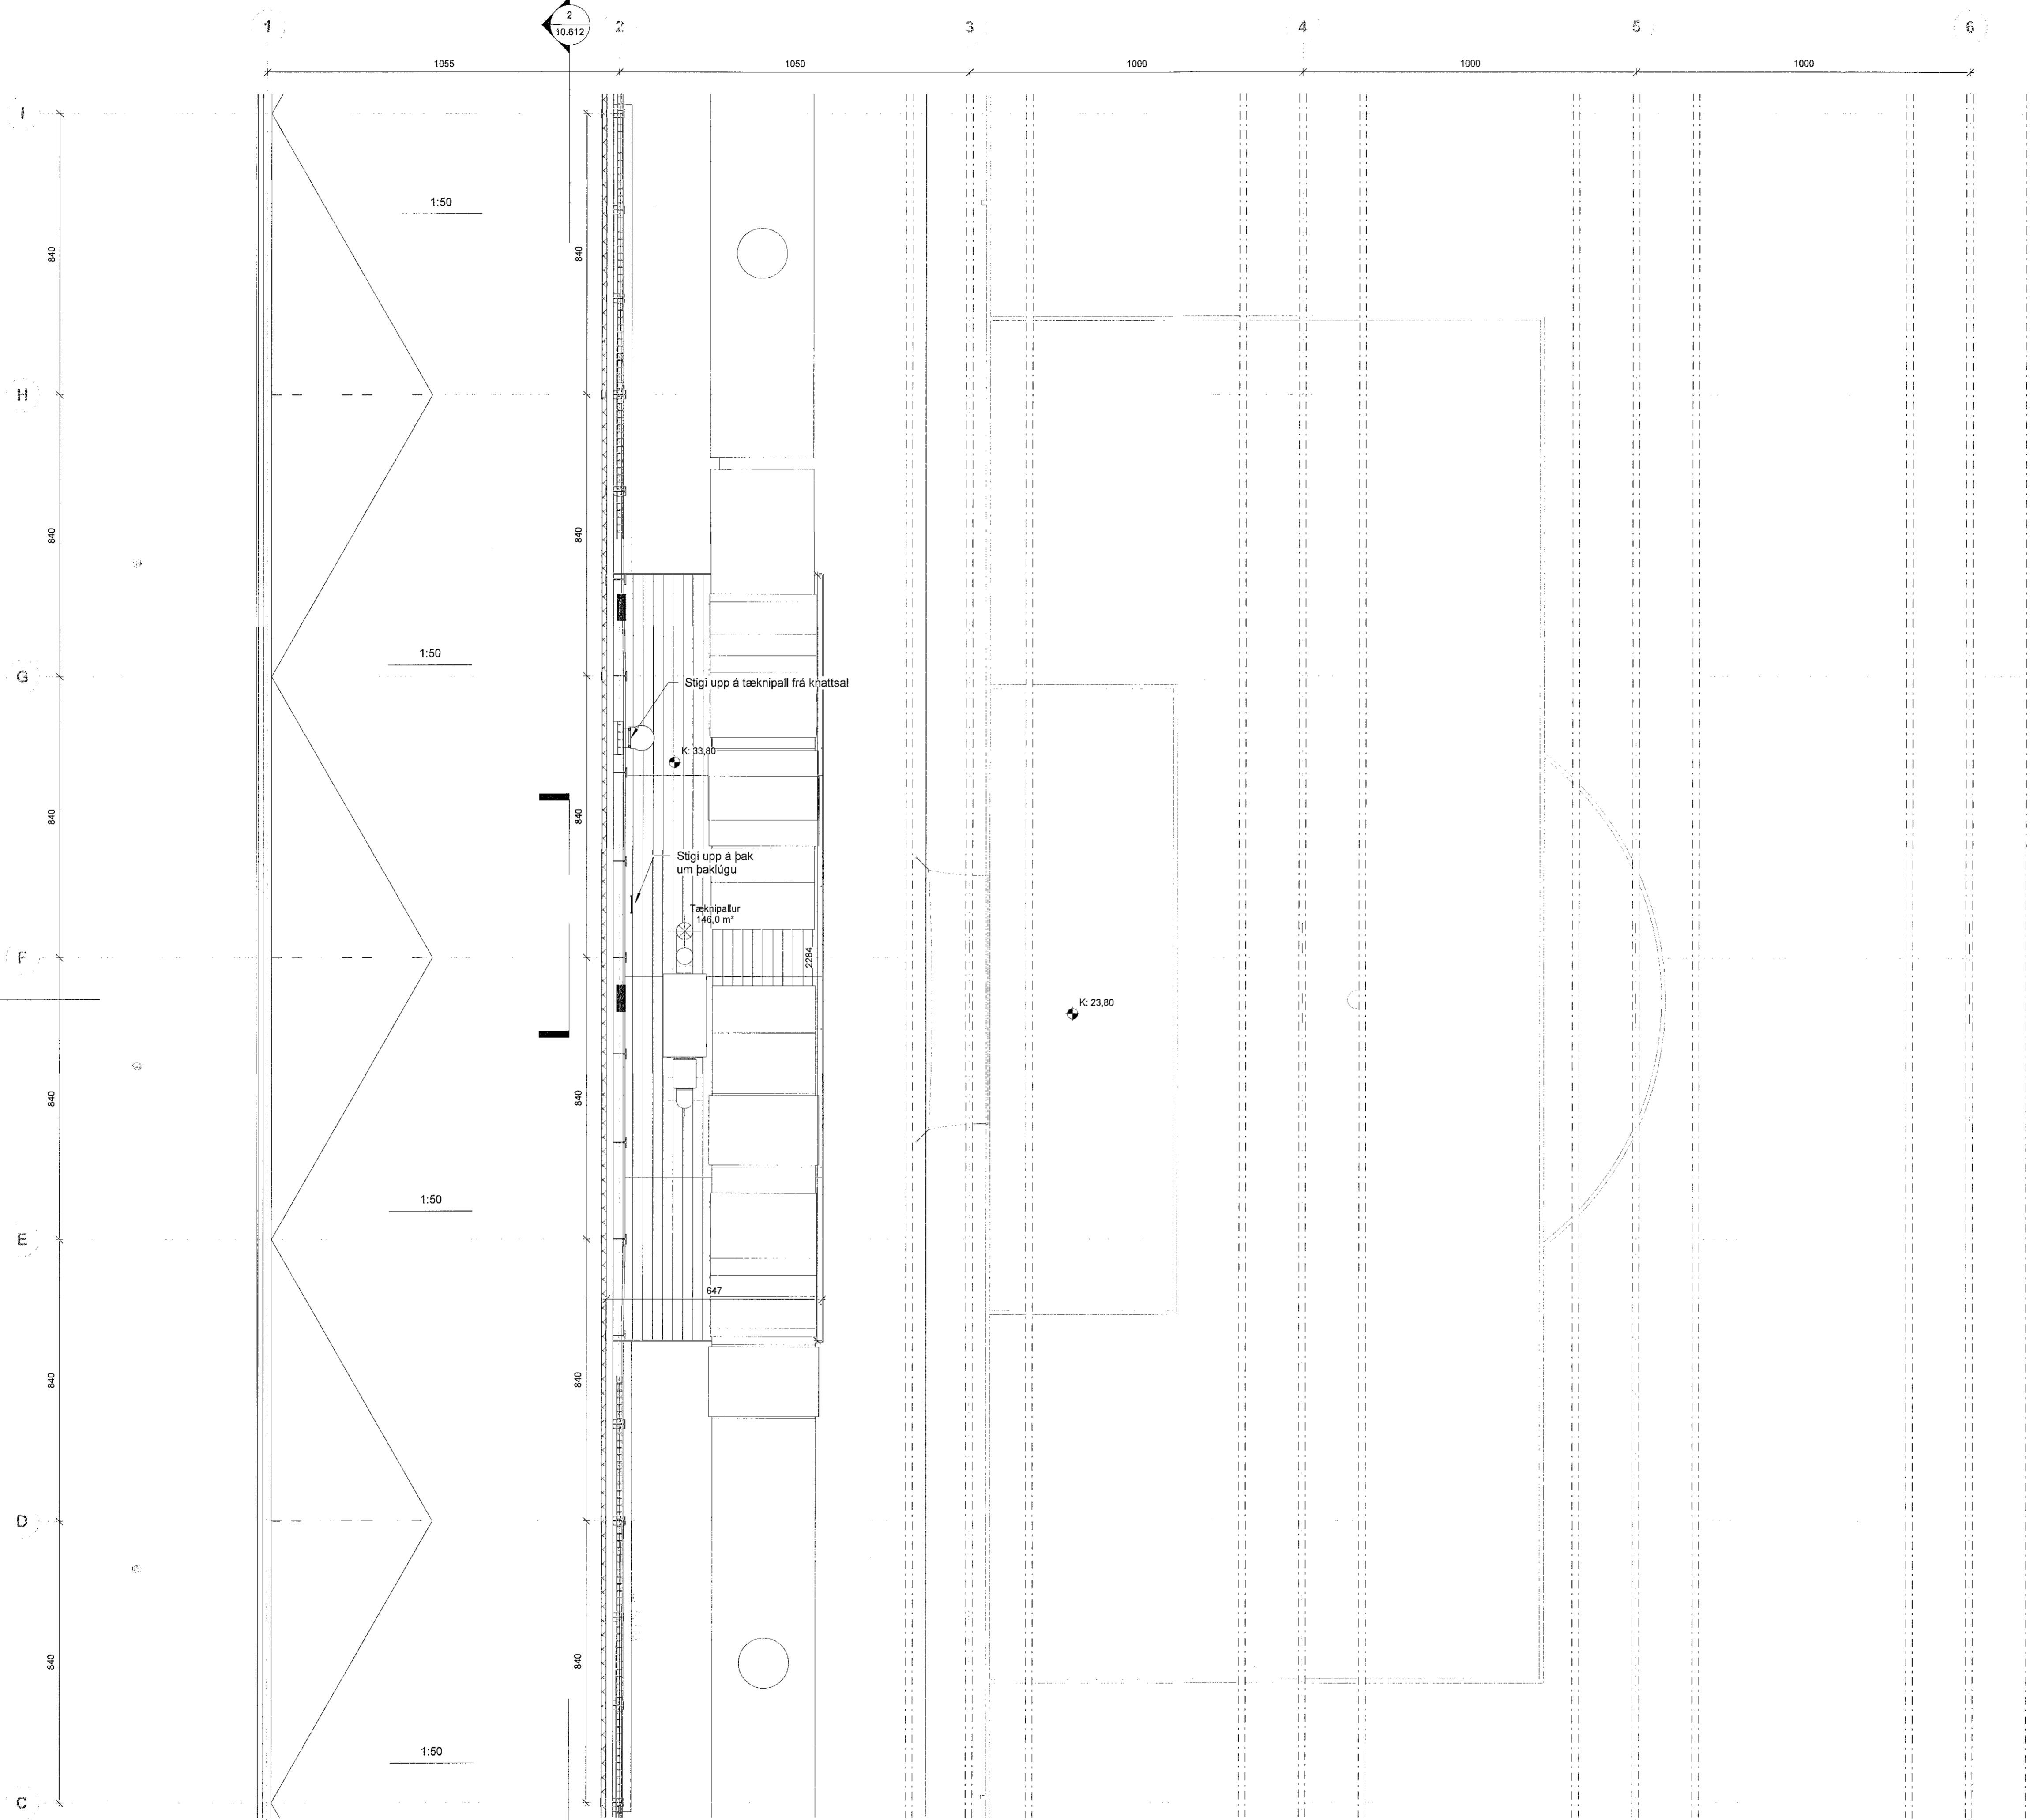 1
2
10.612
2
3
4
5
6
1055
1050
1000
1000
1000
I
1:50
840
840
H
840
840
1:50
G
Stigi upp á tæknipall frá knattsal
K: 33,80
840
840
Stigi upp á þak
um þaklúgu
Tæknipallur
146,0 m²
2284
F
K: 23,80
840
840
1:50
E
647
840
840
D
840
840
1:50
C